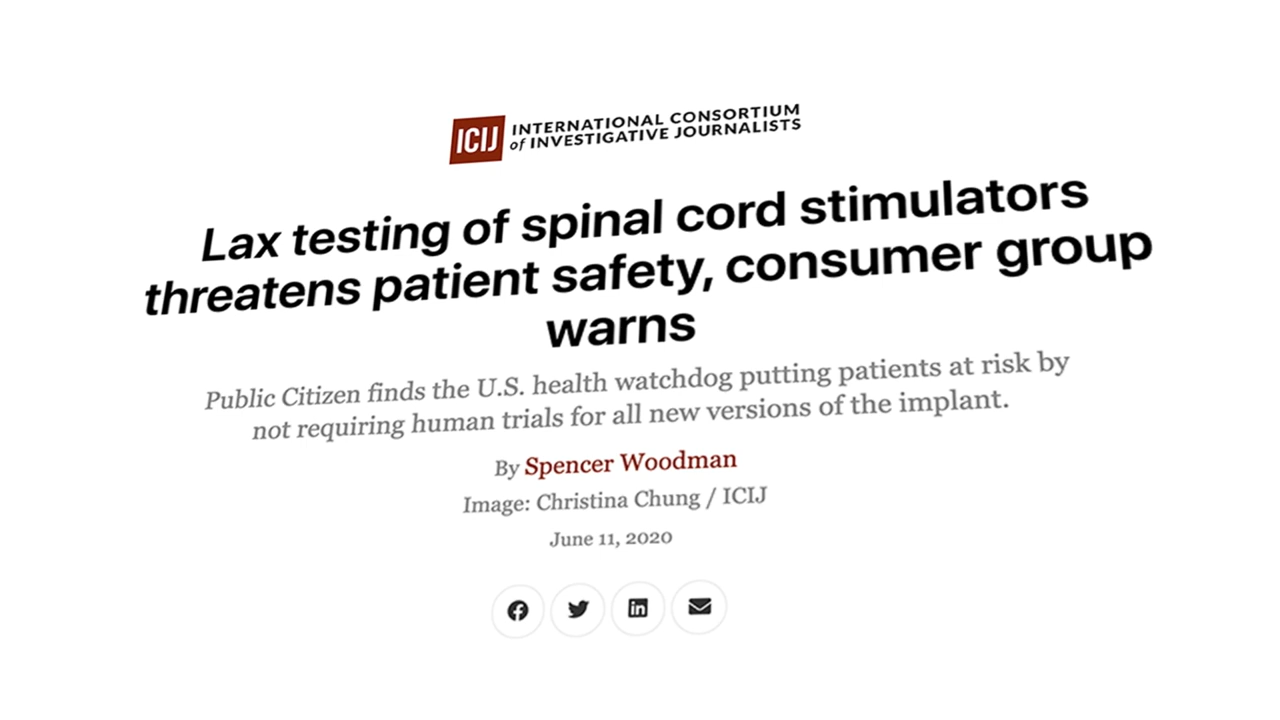 ICIJ
INTERNATIONAL CONSORTIUM
of INVESTIGATIVE JOURNALISTS
Lax testing of spinal cord stimulators
threatens patient safety, consumer group
warns
Public Citizen finds the U.S. health watchdog putting patients at risk by
not requiring human trials for all new versions of the implant.
By Spencer Woodman
Image: Christina Chung / ICIJ
June 11, 2020